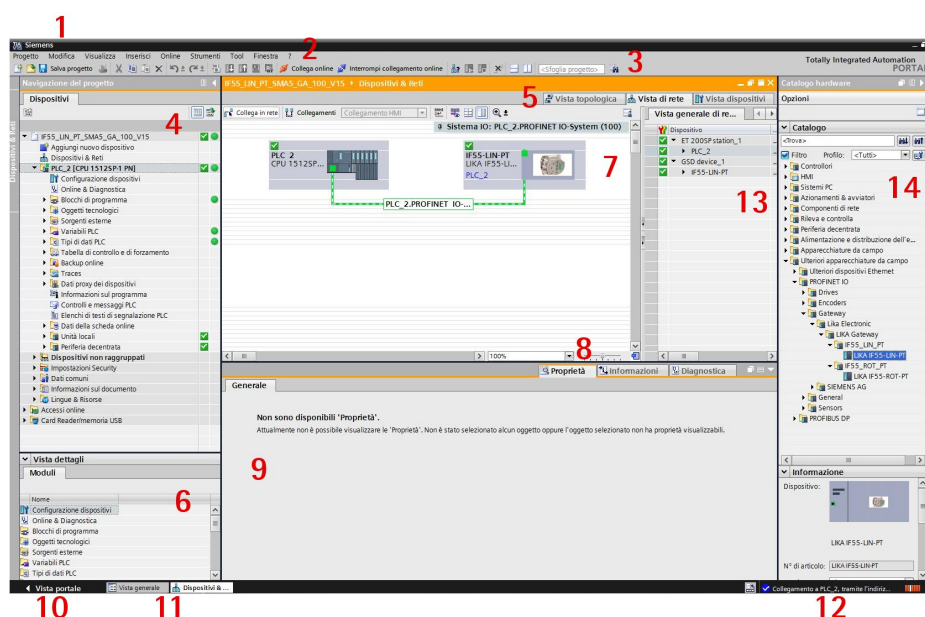 1
Siemens
Progetto Modifica Visualizza Inserisci Online Strumenti Tool Finestra ?
2
Totally Integrated Automation
PORTAL
Salva progetto
Collega online
Interrompi collegamento online
<Sfoglia progetto>
3
Navigazione del progetto
IF55_LIN_PT_SMAS_GA_100_V15 Dispositivi & Reti
Catalogo hardware
Dispositivi
5
Vista topologica
Vista di rete
Vista dispositivi
Opzioni
4
Collega in rete
Collegamenti
Collegamento HMI
Vista generale di re...
Dispositivi & Reti
Sistema IO: PLC_2.PROFINET IO-System (100)
IF55_LIN_PT_SMAS_GA_100_V15
Aggiungi nuovo dispositivo
Dispositivi & Reti
PLC_2 [CPU 1512SP-1 PN]
Configurazione dispositivi
Online & Diagnostica
Blocchi di programma
Oggetti tecnologici
Sorgenti esterne
Variabili PLC
Tipi di dati PLC
Tabella di controllo e di forzamento
Backup online
Traces
Dati proxy dei dispositivi
Informazioni sul programma
Controlli e messaggi PLC
Elenchi di testi di segnalazione PLC
Dati della scheda online
Unità locali
Periferia decentrata
Dispositivi non raggruppati
Impostazioni Security
Dati comuni
Informazioni sul documento
Lingue & Risorse
Accessi online
Card Reader/memoria USB
PLC_2
CPU 1512SP...
IF55-LIN-PT
LIKA IF55-LI...
PLC_2
7
PLC_2.PROFINET IO-...
100%
8
Dispositivo
ET 200SP station_1
PLC_2
GSD device_1
IF55-LIN-PT
13
Catalogo
<Trova>
Filtro
Profilo:
<Tutti>
14
Controllori
HMI
Sistemi PC
Azionamenti & avviatori
Componenti di rete
Rileva e controlla
Periferia decentrata
Alimentazione e distribuzione dell'e...
Apparecchiature da campo
Ulteriori apparecchiature da campo
Ulteriori dispositivi Ethernet
PROFINET IO
Drives
Encoders
Gateway
Lika Electronic
LIKA Gateway
IF55_LIN_PT
LIKA IF55-LIN-PT
IF55_ROT_PT
LIKA IF55-ROT-PT
SIEMENS AG
General
Sensors
PROFIBUS DP
Proprietà
Informazioni
Diagnostica
Generale
Non sono disponibili 'Proprietà'.
Attualmente non è possibile visualizzare le 'Proprietà'. Non è stato selezionato alcun oggetto oppure l'oggetto selezionato non ha proprietà visualizzabili.
9
Vista dettagli
Moduli
6
Nome
Configurazione dispositivi
Online & Diagnostica
Blocchi di programma
Oggetti tecnologici
Sorgenti esterne
Variabili PLC
Tipi di dati PLC
Informazione
Dispositivo:
LIKA IF55-LIN-PT
N° di articolo:
LIKA IF55-LIN-PT
Vista portale
Vista generale
Dispositivi & ...
Collegamento a PLC_2, tramite l'indiriz...
10
11
12